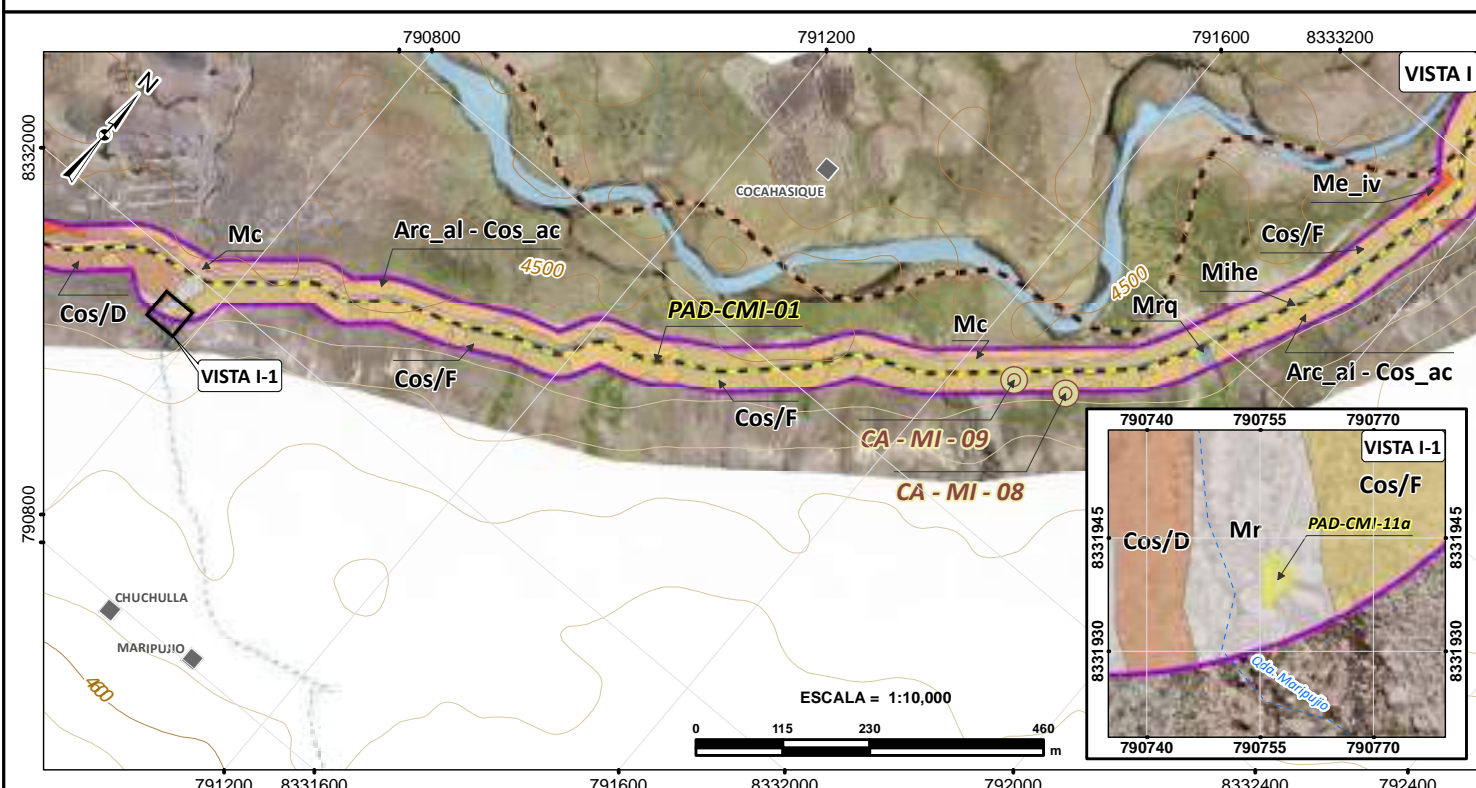 790800
791200
791600
8333200
VISTA I
N
8332000
COCAHASIQUE
Me_iv
Mc
Arc_al - Cos_ac
Cos/F
4500
Mihe
4500
Cos/D
PAD-CMI-01
Mc
Mrq
VISTA I-1
Cos/F
Arc_al - Cos_ac
Cos/F
CA - MI - 09
CA - MI - 08
790800
CHUCHULLA
MARIPUJIO
4600
ESCALA = 1:10,000
0 115 230 460
m
790740 790755 790770
VISTA I-1
Cos/F
PAD-CMI-11a
Mr
Cos/D
8331945
8331945
8331930
8331930
Qda. Maripujio
790740 790755 790770
791200
8331600
791600
8332000
792000
8332400
792400